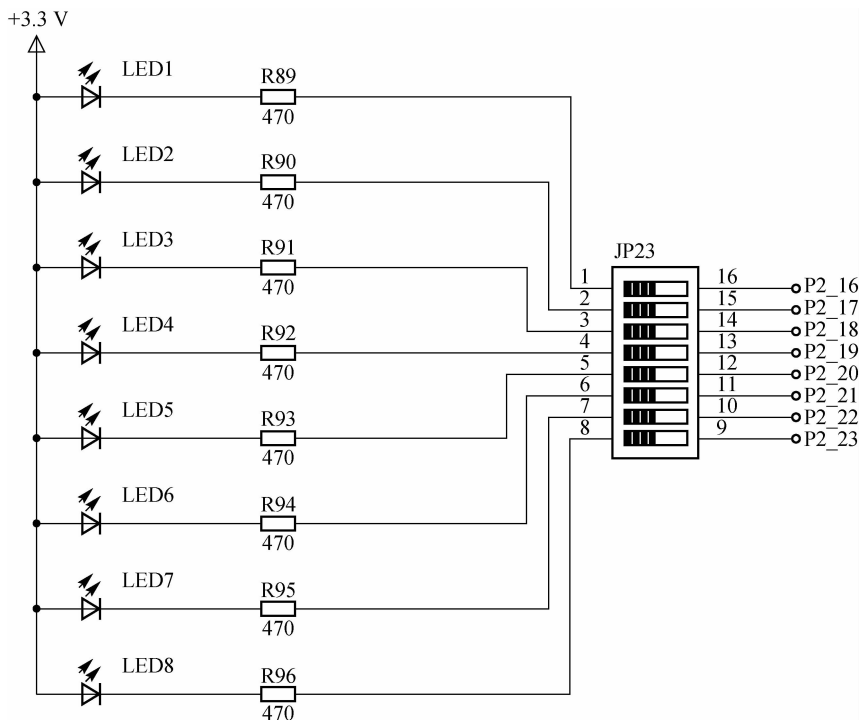 +3.3 V
LED1
R89
470
LED2
R90
470
LED3
R91
470
LED4
R92
470
LED5
R93
470
LED6
R94
470
LED7
R95
470
LED8
R96
470
JP23
1 16 P2_16
2 15 P2_17
3 14 P2_18
4 13 P2_19
5 12 P2_20
6 11 P2_21
7 10 P2_22
8 9 P2_23